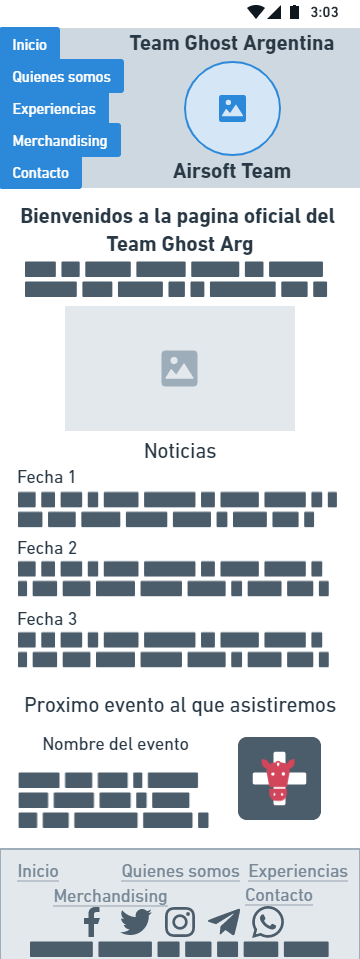 3:03
Inicio
Quienes somos
Experiencias
Merchandising
Contacto
Team Ghost Argentina
Airsoft Team
Bienvenidos a la pagina oficial del
Team Ghost Arg
Noticias
Fecha 1
Fecha 2
Fecha 3
Proximo evento al que asistiremos
Nombre del evento
Inicio Quienes somos Experiencias
Merchandising Contacto